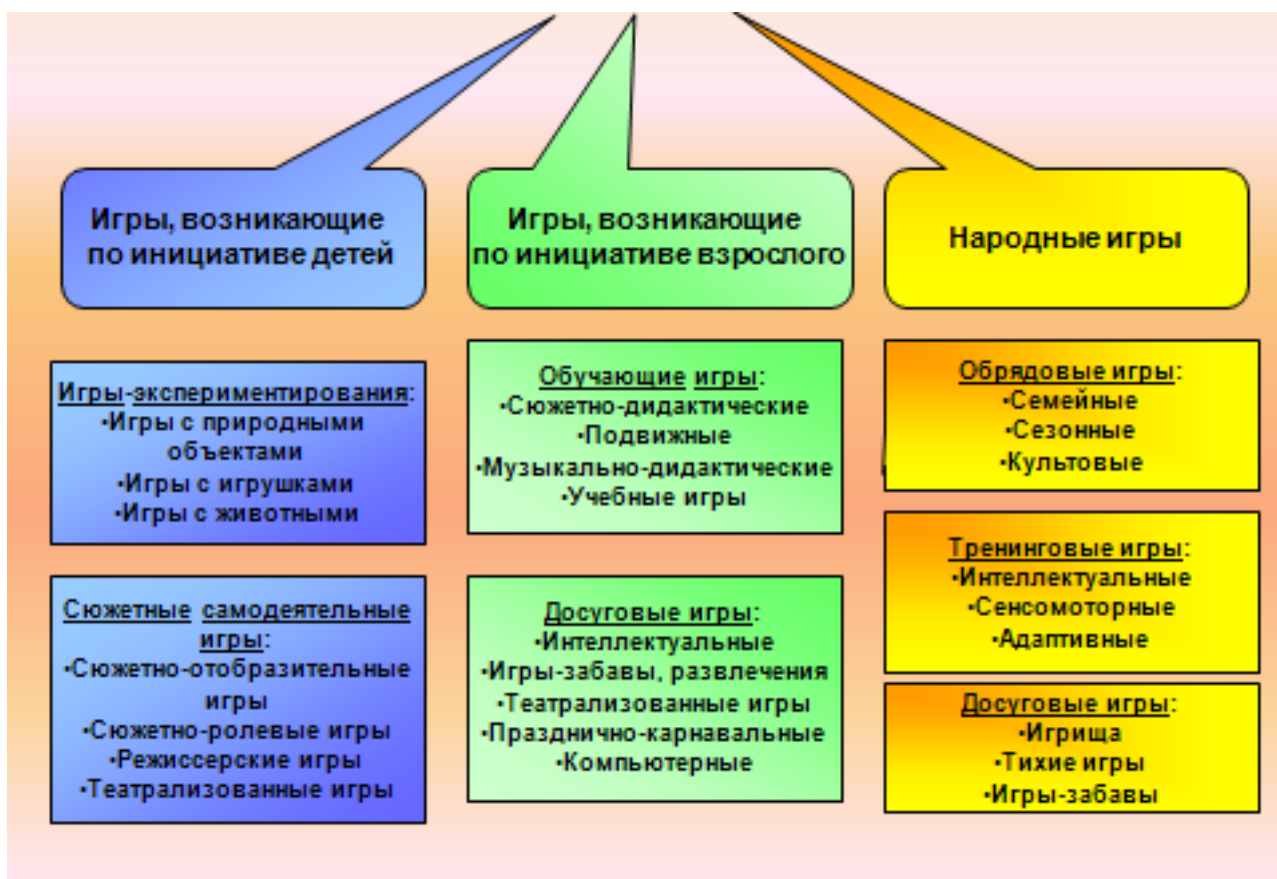 Игры, возникающие
по инициативе детей
Игры-экспериментирования:
•Игры с природными
объектами
•Игры с игрушками
•Игры с животными
Сюжетные самодеятельные
игры:
•Сюжетно-отобразительные
игры
•Сюжетно-ролевые игры
•Режиссерские игры
•Театрализованные игры
Игры, возникающие
по инициативе взрослого
Обучающие игры:
•Сюжетно-дидактические
•Подвижные
•Музыкально-дидактические
•Учебные игры
Досуговые игры:
•Интеллектуальные
•Игры-забавы, развлечения
•Театрализованные игры
•Празднично-карнавальные
•Компьютерные
Народные игры
Обрядовые игры:
•Семейные
•Сезонные
•Культовые
Тренинговые игры:
•Интеллектуальные
•Сенсомоторные
•Адаптивные
Досуговые игры:
•Игрища
•Тихие игры
•Игры-забавы